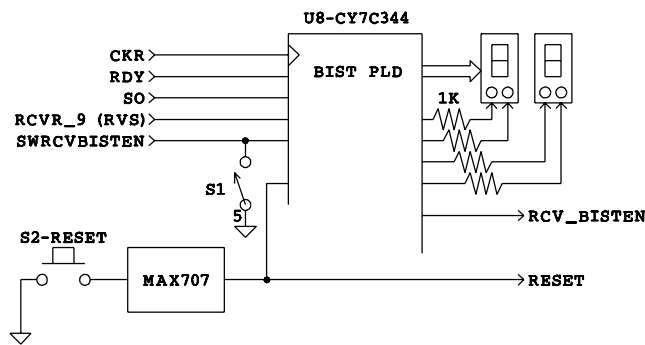 U8-CY7C344
CKR
BIST PLD
RDY
SO
1K
RCVR_9 (RVS)
SWRCVBISTEN
S1
5
RCV_BISTEN
S2-RESET
MAX707
RESET